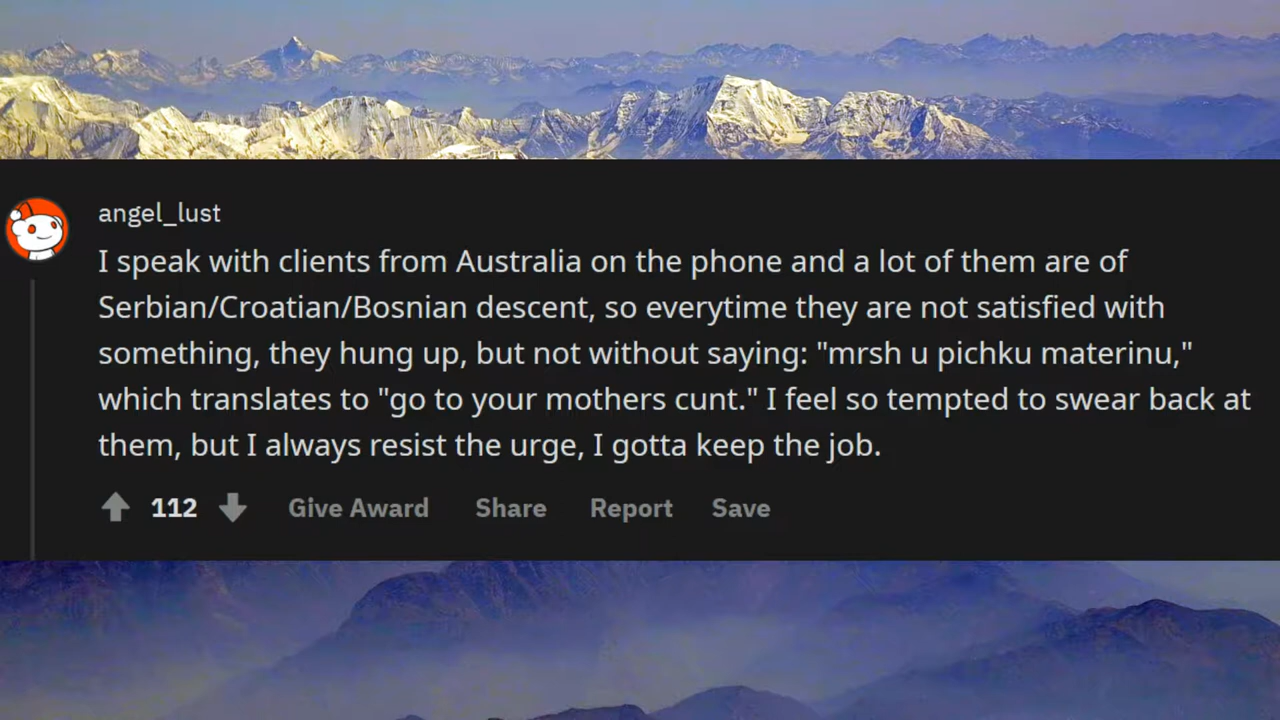 angel_lust
I speak with clients from Australia on the phone and a lot of them are of
Serbian/Croatian/Bosnian descent, so everytime they are not satisfied with
something, they hung up, but not without saying: "mrsh u pichku materinu,"
which translates to "go to your mothers cunt." I feel so tempted to swear back at
them, but I always resist the urge, I gotta keep the job.
112 Give Award Share Report Save